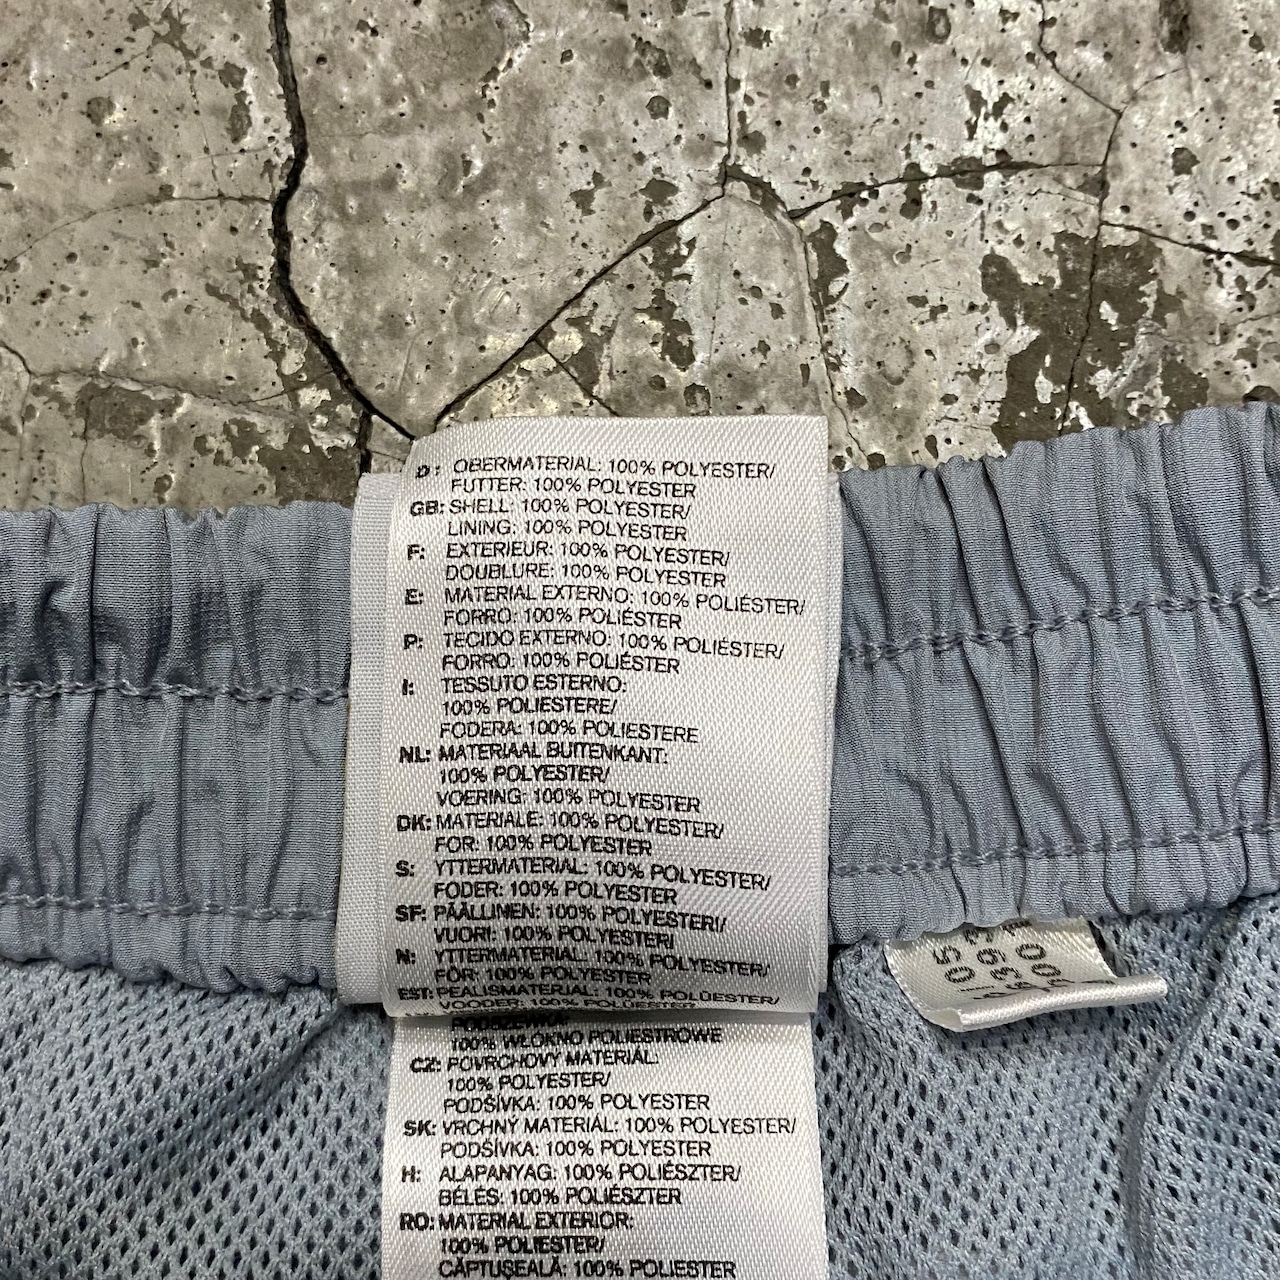 D: OBERMATERIAL: 100% POLYESTER/
FUTTER: 100% POLYESTER
GB: SHELL: 100% POLYESTER/
LINING: 100% POLYESTER
F: EXTERIEUR: 100% POLYESTER/
DOUBLURE: 100% POLYESTER
E: MATERIAL EXTERNO: 100% POLIÉSTER/
FORRO: 100% POLIÉSTER
P: TECIDO EXTERNO: 100% POLIÉSTER/
FORRO: 100% POLIÉSTER
I: TESSUTO ESTERNO:
100% POLIESTERE/
FODERA: 100% POLIESTERE
NL: MATERIAAL BUITENKANT:
100% POLYESTER/
VOERING: 100% POLYESTER
DK: MATERIALE: 100% POLYESTER/
FOR: 100% POLYESTER
S: YTTERMATERIAL: 100% POLYESTER/
FODER: 100% POLYESTER
SF: PÄÄLLINEN: 100% POLYESTERI/
VUORI: 100% POLYESTERI
N: YTTERMATERIAL: 100% POLYESTER/
FÔR: 100% POLYESTER
EST: PEALISMATERJAL: 100% POLÜESTER/
VOODER: 100% POLÜESTER
PODSZEWKA:
100% WŁÓKNO POLIESTROWE
CZ: POVRCHOVÝ MATERIÁL:
100% POLYESTER/
PODŠÍVKA: 100% POLYESTER
SK: VRCHNÝ MATERIÁL: 100% POLYESTER/
PODŠÍVKA: 100% POLYESTER
H: ALAPANYAG: 100% POLIÉSZTER/
BÉLÉS: 100% POLIÉSZTER
RO: MATERIAL EXTERIOR:
100% POLIESTER/
CĂPTUŞEALĂ: 100% POLIESTER